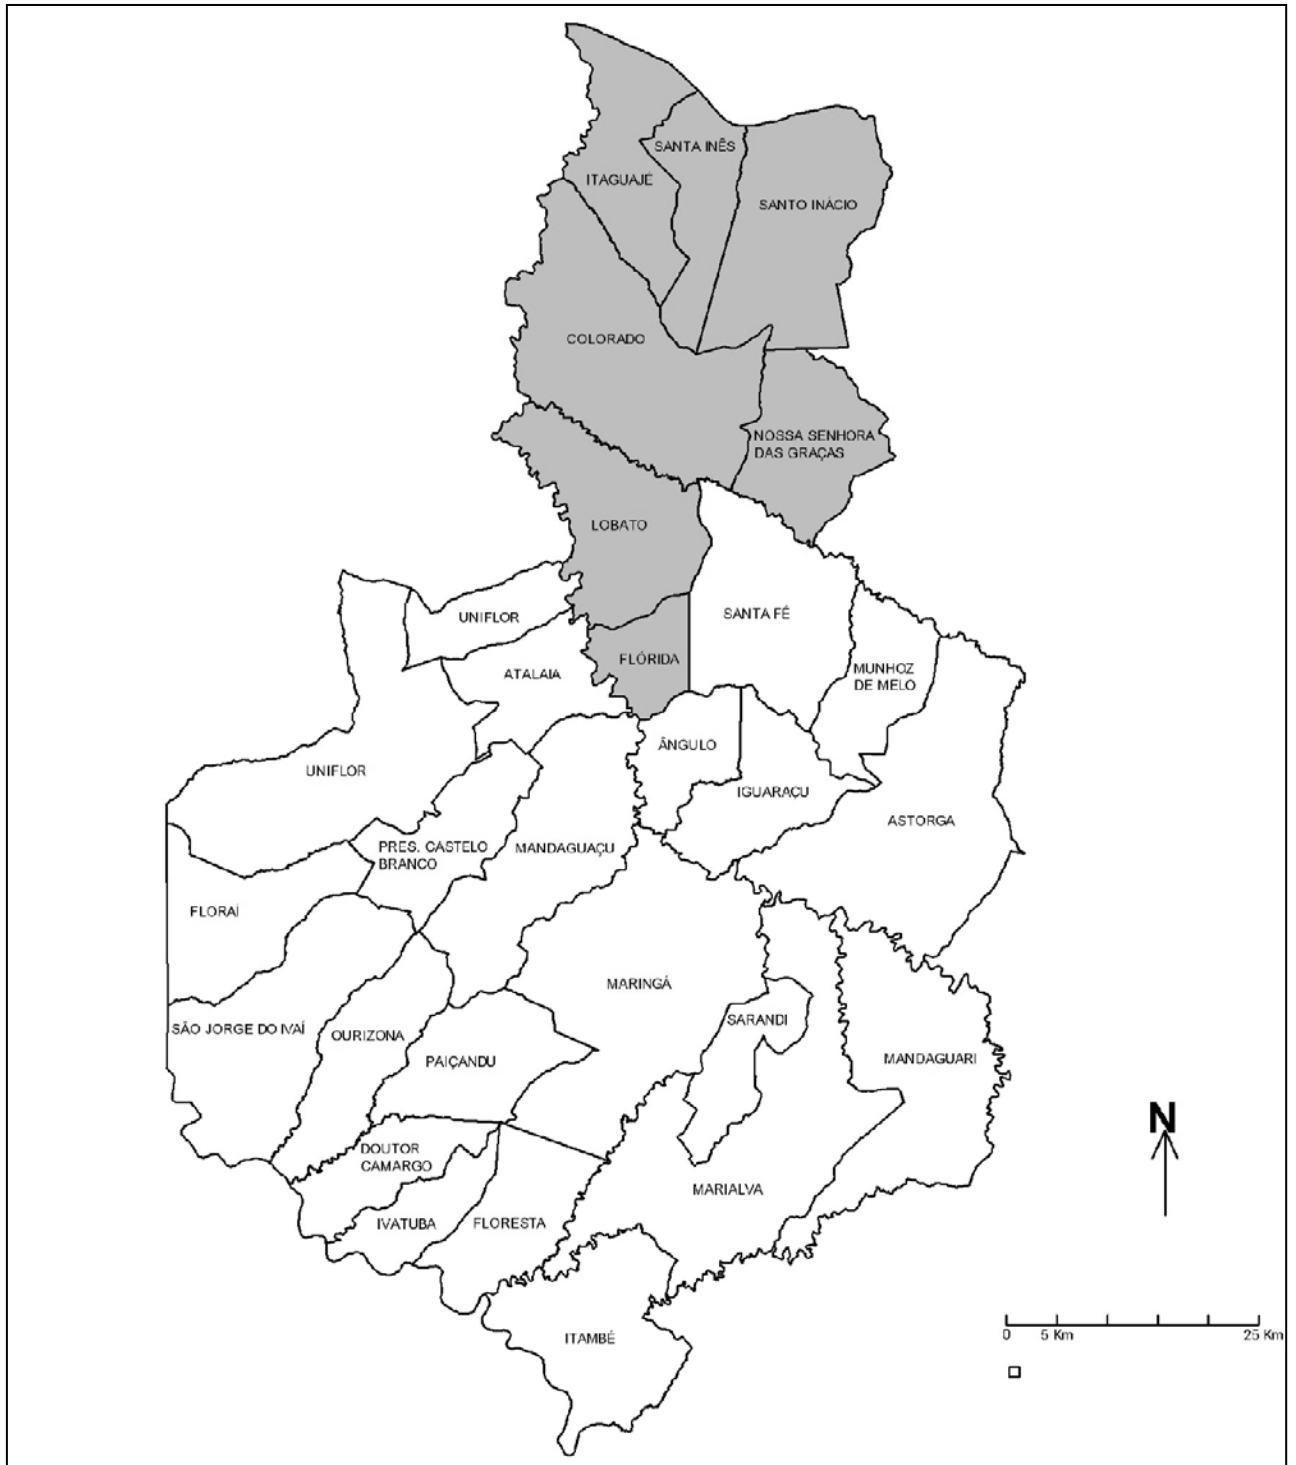 SANTA INÊS
ITAGUAJÉ
SANTO INÁCIO
COLORADO
NOSSA SENHORA
DAS GRAÇAS
LOBATO
UNIFLOR
SANTA FÉ
FLÓRIDA
ATALAIA
MUNHOZ
DE MELO
ÂNGULO
UNIFLOR
IGUARAÇU
ASTORGA
PRES. CASTELO
BRANCO
MANDAGUAÇU
FLORAÍ
MARINGÁ
SARANDI
SÃO JORGE DO IVAÍ
OURIZONA
PAIÇANDU
MANDAGUARI
N
DOUTOR
CAMARGO
MARIALVA
IVATUBA
FLORESTA
ITAMBÉ
0 5 Km 25 Km